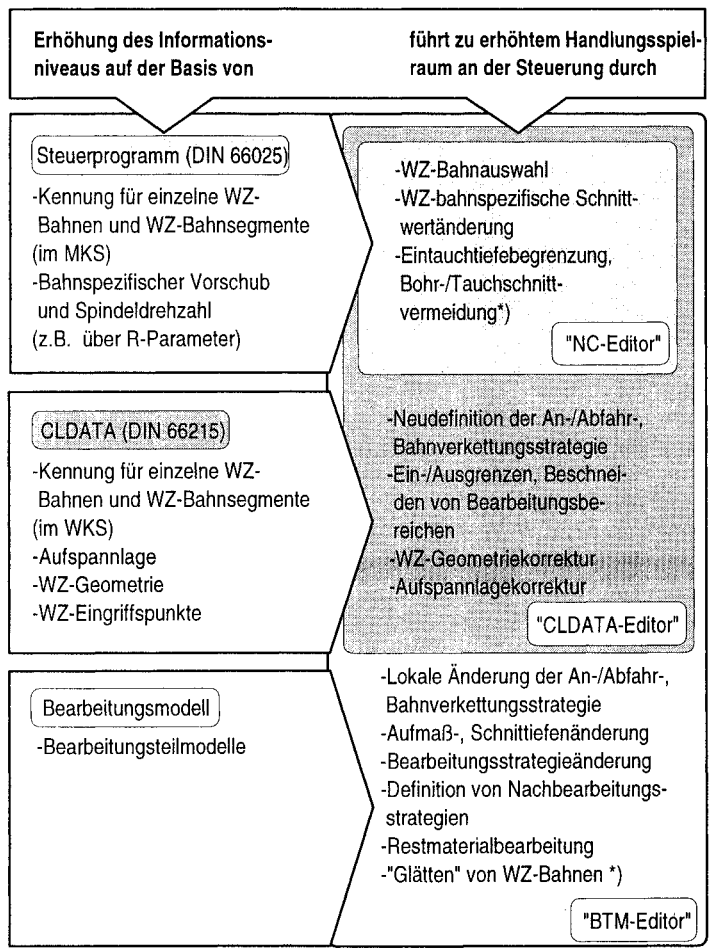 Erhöhung des Informations-
niveaus auf der Basis von
führt zu erhöhtem Handlungsspiel-
raum an der Steuerung durch
Steuerprogramm (DIN 66025)
-Kennung für einzelne WZ-
Bahnen und WZ-Bahnsegmente
(im MKS)
-Bahnspezifischer Vorschub
und Spindeldrehzahl
(z.B. über R-Parameter)
-WZ-Bahnauswahl
-WZ-bahnspezifische Schnitt-
wertänderung
-Eintauchtiefebegrenzung,
Bohr-/Tauchschnitt-
vermeidung*)
"NC-Editor"
CLDATA (DIN 66215)
-Kennung für einzelne WZ-
Bahnen und WZ-Bahnsegmente
(im WKS)
-Aufspannlage
-WZ-Geometrie
-WZ-Eingriffspunkte
-Neudefinition der An-/Abfahr-,
Bahnverkettungsstrategie
-Ein-/Ausgrenzen, Beschnei-
den von Bearbeitungsbe-
reichen
-WZ-Geometriekorrektur
-Aufspannlagekorrektur
"CLDATA-Editor"
Bearbeitungsmodell
-Bearbeitungsteilmodelle
-Lokale Änderung der An-/Abfahr-,
Bahnverkettungsstrategie
-Aufmaß-, Schnittiefenänderung
-Bearbeitungsstrategieänderung
-Definition von Nachbearbeitungs-
strategien
-Restmaterialbearbeitung
-"Glätten" von WZ-Bahnen *)
"BTM-Editor"